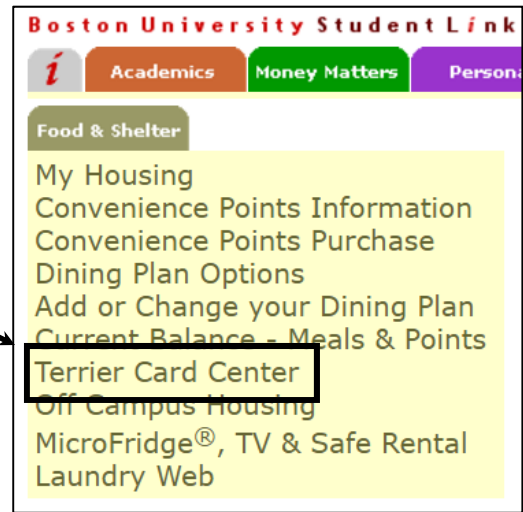 Boston University Student Link
i Academics Money Matters Persona
Food & Shelter
My Housing
Convenience Points Information
Convenience Points Purchase
Dining Plan Options
Add or Change your Dining Plan
Current Balance - Meals & Points
Terrier Card Center
Off Campus Housing
MicroFridge®, TV & Safe Rental
Laundry Web